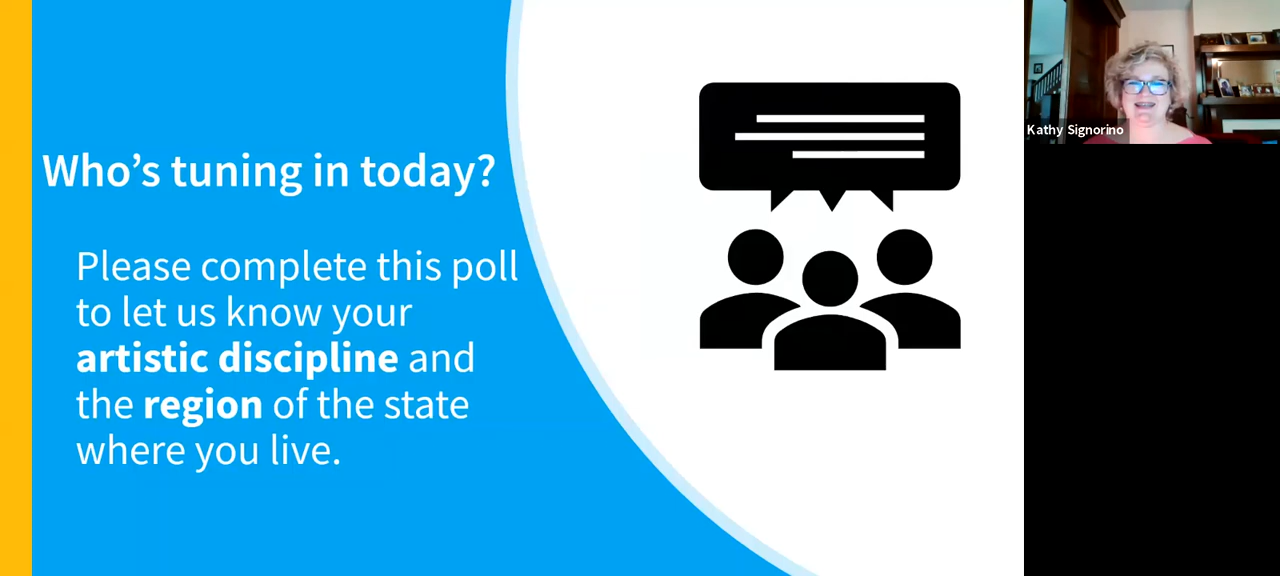 Who’s tuning in today?
Please complete this poll
to let us know your
artistic discipline and
the region of the state
where you live.
Kathy Signorino